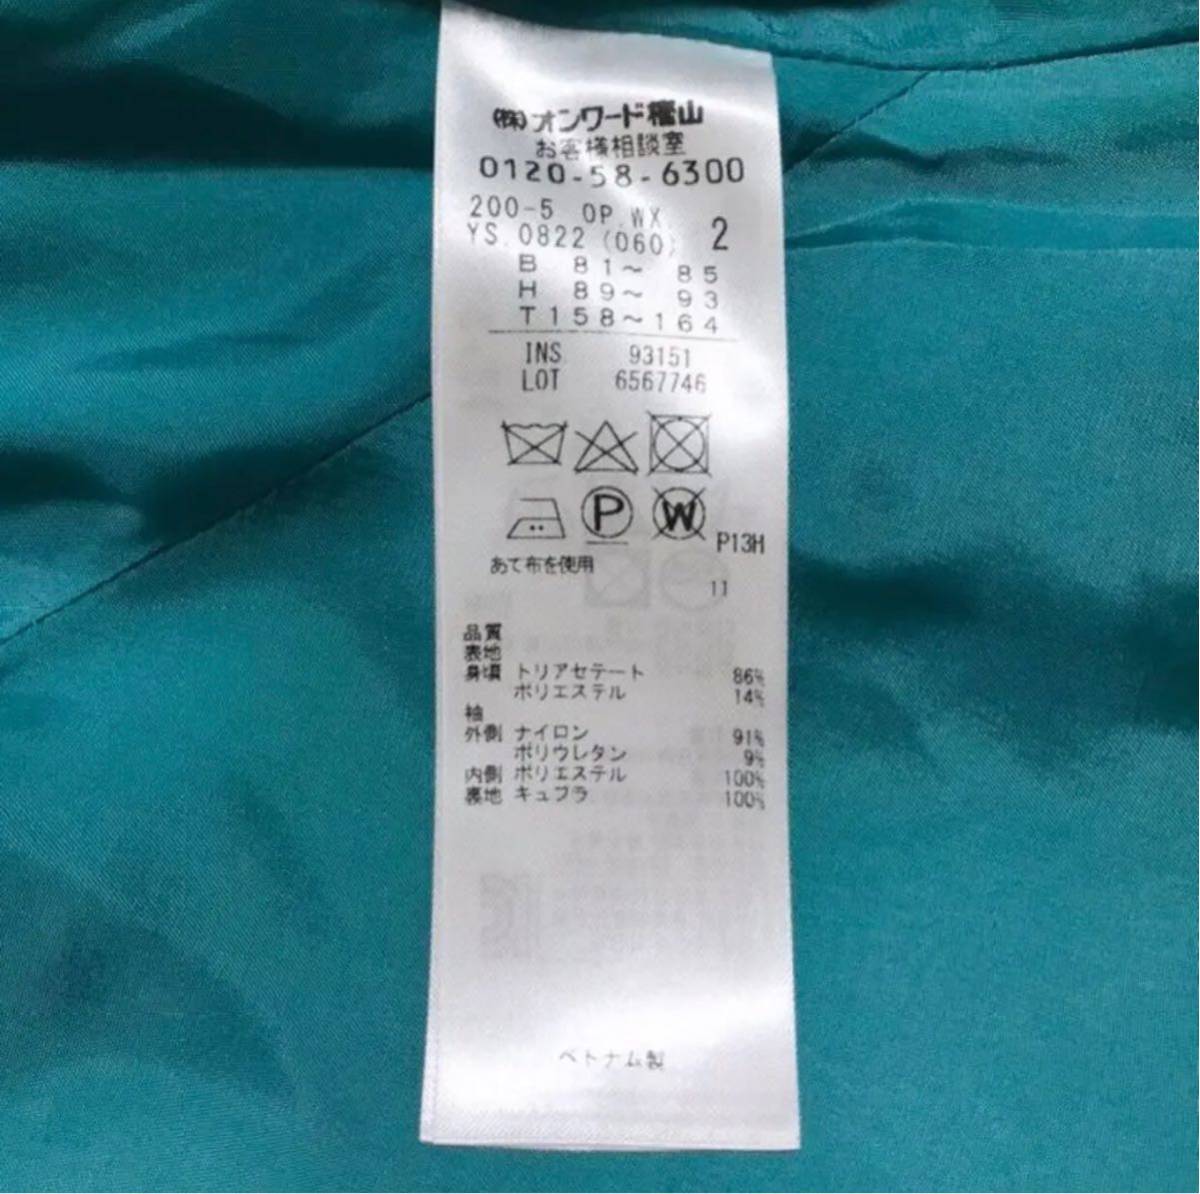 (株)オンワード樫山
お客様相談室
0120-58-6300
200-5 OP.WX 2
YS.0822 (060)
B 81～ 85
H 89～ 93
T158～164
INS 93151
LOT 6567746
P W
P13H
あて布を使用
11
品質
表地
身頃 トリアセテート 86%
ポリエステル 14%
袖
外側 ナイロン 91%
ポリウレタン 9%
内側 ポリエステル 100%
裏地 キュプラ 100%
ベトナム製